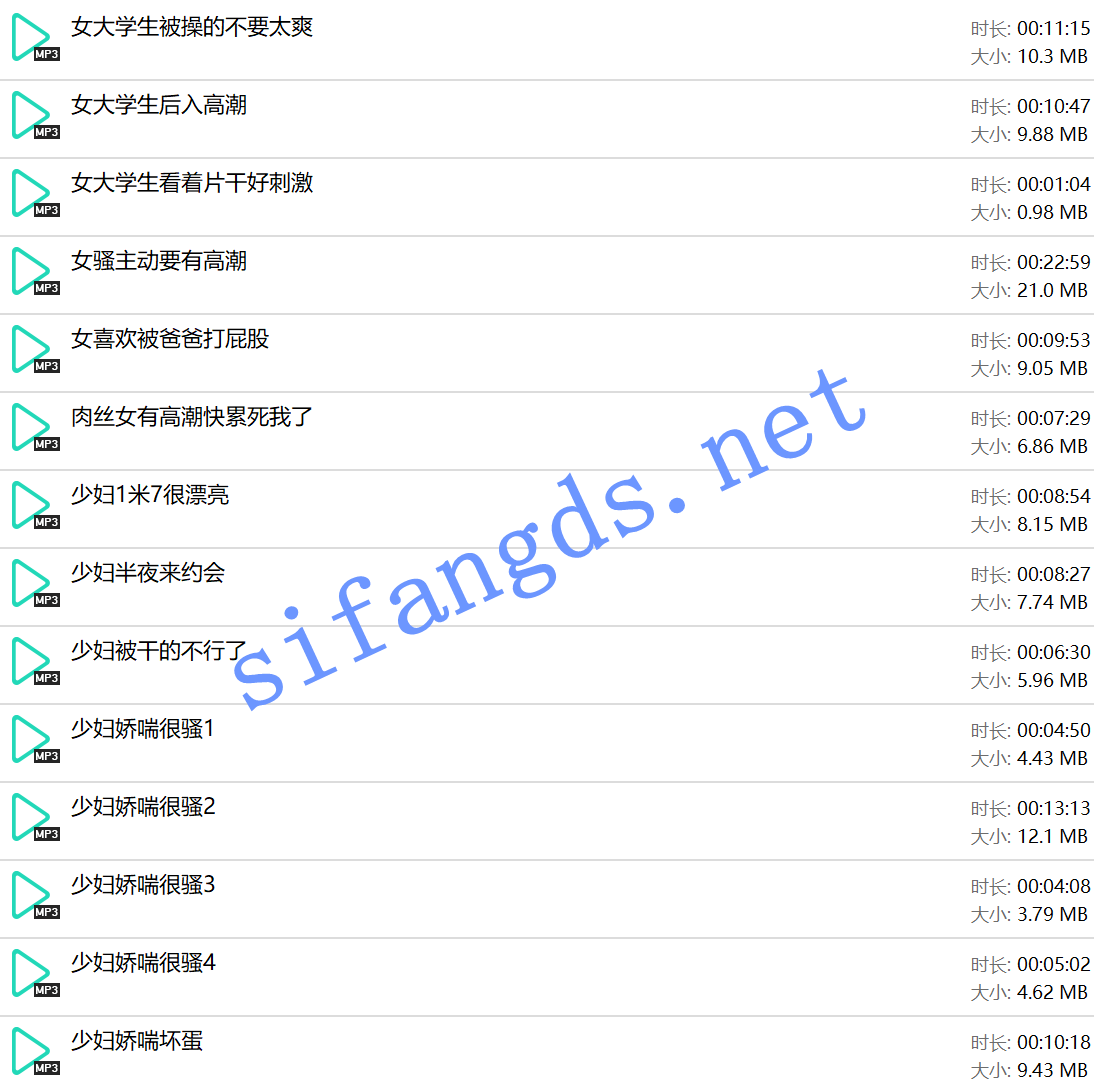 女大学生被操的不要太爽
时长: 00:11:15
MP3
大小: 10.3 MB
女大学生后入高潮
时长: 00:10:47
MP3
大小: 9.88 MB
女大学生看着片干好刺激
时长: 00:01:04
MP3
大小: 0.98 MB
女骚主动要有高潮
时长: 00:22:59
MP3
大小: 21.0 MB
女喜欢被爸爸打屁股
时长: 00:09:53
MP3
大小: 9.05 MB
肉丝女有高潮快累死我了
时长: 00:07:29
MP3
大小: 6.86 MB
少妇1米7很漂亮
时长: 00:08:54
MP3
大小: 8.15 MB
少妇半夜来约会
时长: 00:08:27
MP3
大小: 7.74 MB
少妇被干的不行了
时长: 00:06:30
MP3
大小: 5.96 MB
少妇娇喘很骚1
时长: 00:04:50
MP3
大小: 4.43 MB
少妇娇喘很骚2
时长: 00:13:13
MP3
大小: 12.1 MB
少妇娇喘很骚3
时长: 00:04:08
MP3
大小: 3.79 MB
少妇娇喘很骚4
时长: 00:05:02
MP3
大小: 4.62 MB
少妇娇喘坏蛋
时长: 00:10:18
MP3
大小: 9.43 MB
sifangds.net